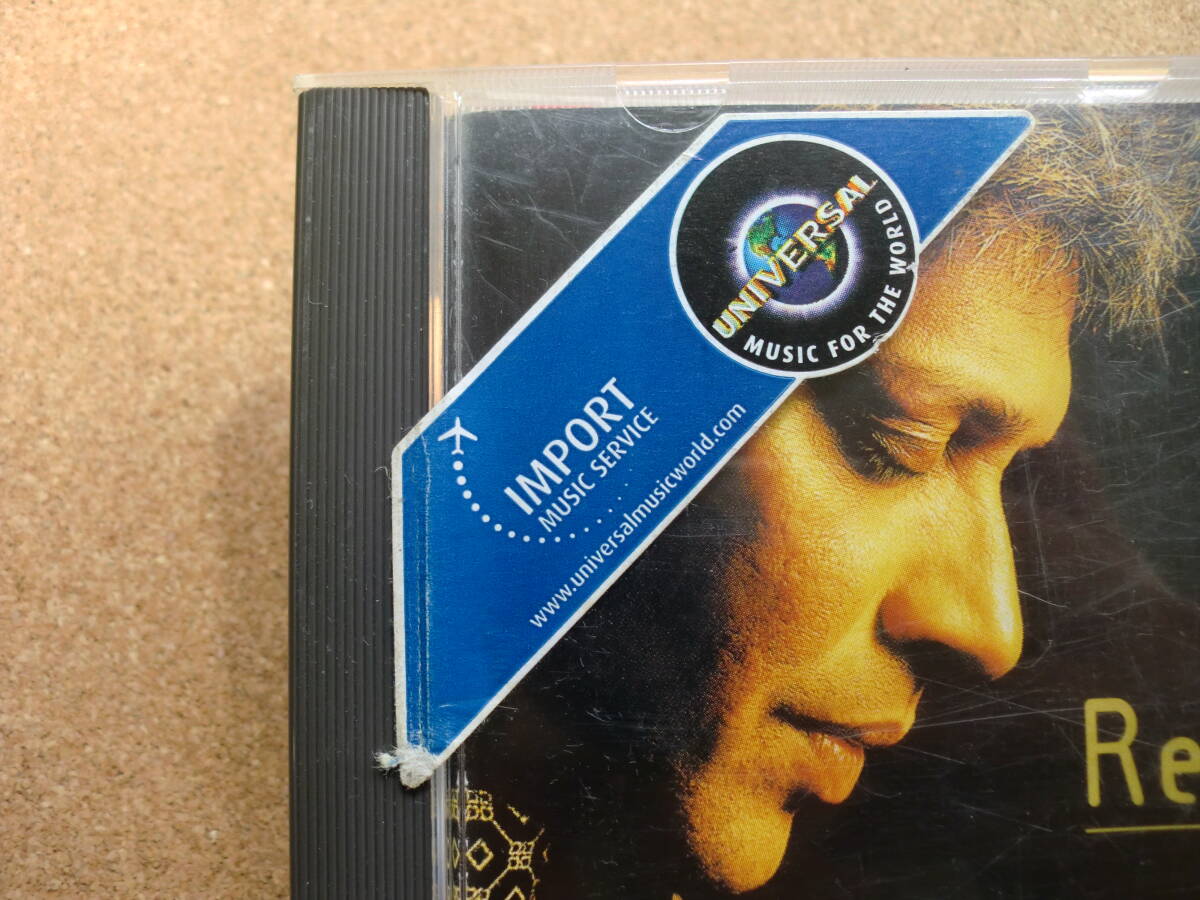 UNIVERSAL
MUSIC FOR THE WORLD
IMPORT
MUSIC SERVICE
www.universalmusicworld.com
Re